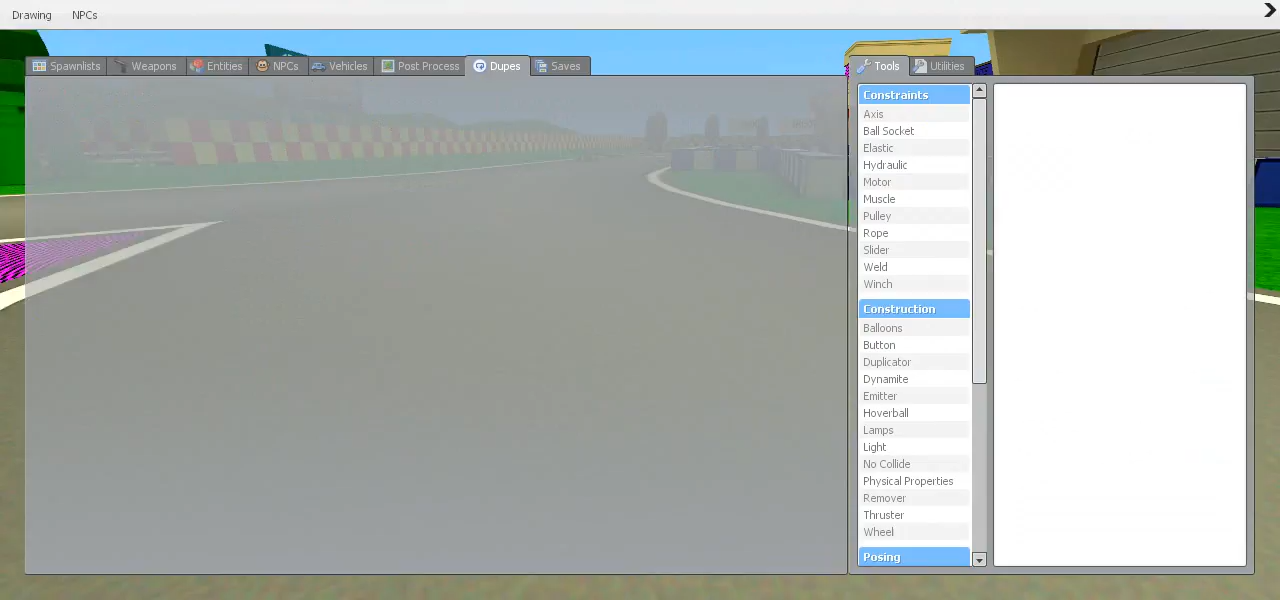 Drawing NPCs
Spawnlists Weapons Entities NPCs Vehicles Post Process Dupes Saves
Tools Utilities
Constraints
Axis
Ball Socket
Elastic
Hydraulic
Motor
Muscle
Pulley
Rope
Slider
Weld
Winch
Construction
Balloons
Button
Duplicator
Dynamite
Emitter
Hoverball
Lamps
Light
No Collide
Physical Properties
Remover
Thruster
Wheel
Posing